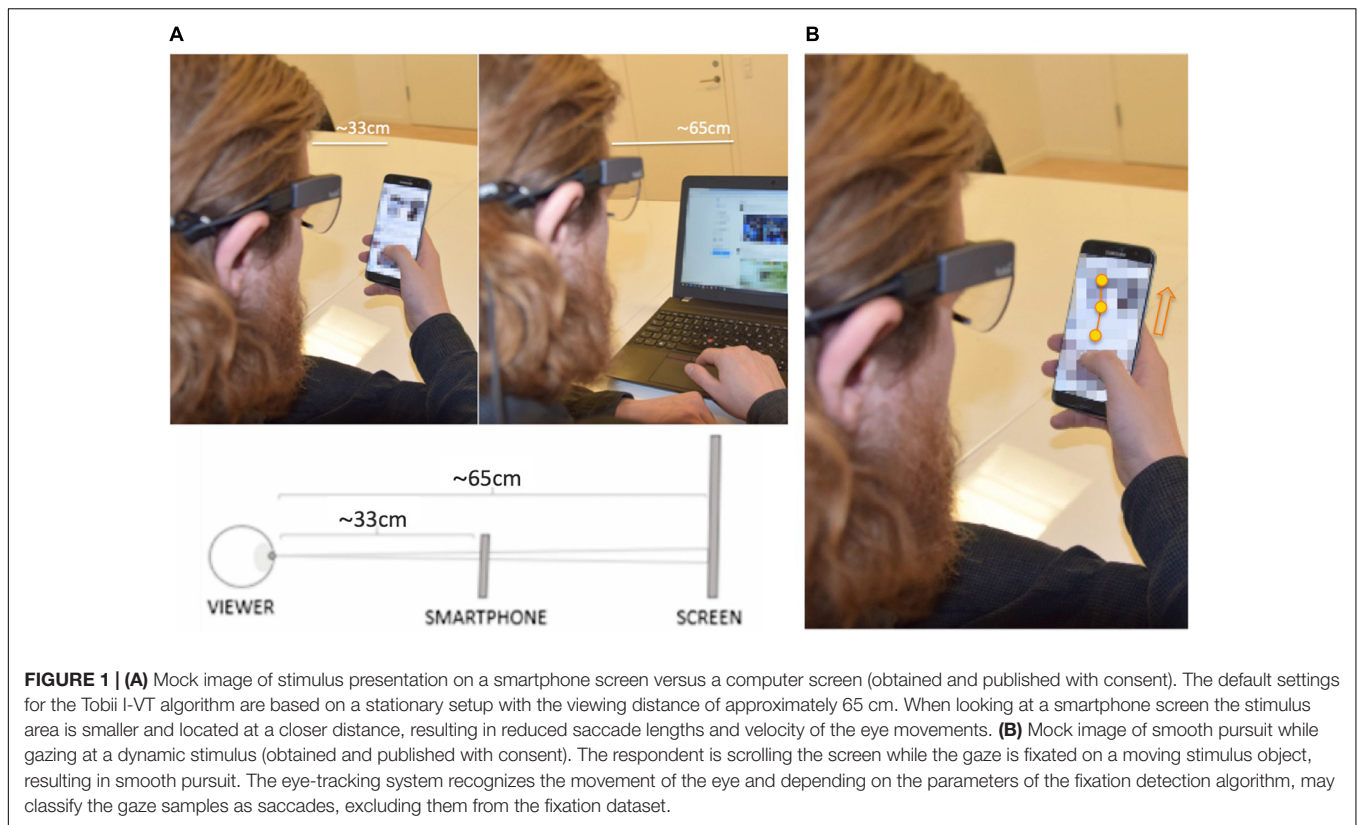 A
B
~33cm
~65cm
~65cm
~33cm
VIEWER
SMARTPHONE
SCREEN
FIGURE 1 | (A) Mock image of stimulus presentation on a smartphone screen versus a computer screen (obtained and published with consent). The default settings
for the Tobii I-VT algorithm are based on a stationary setup with the viewing distance of approximately 65 cm. When looking at a smartphone screen the stimulus
area is smaller and located at a closer distance, resulting in reduced saccade lengths and velocity of the eye movements. (B) Mock image of smooth pursuit while
gazing at a dynamic stimulus (obtained and published with consent). The respondent is scrolling the screen while the gaze is fixated on a moving stimulus object,
resulting in smooth pursuit. The eye-tracking system recognizes the movement of the eye and depending on the parameters of the fixation detection algorithm, may
classify the gaze samples as saccades, excluding them from the fixation dataset.